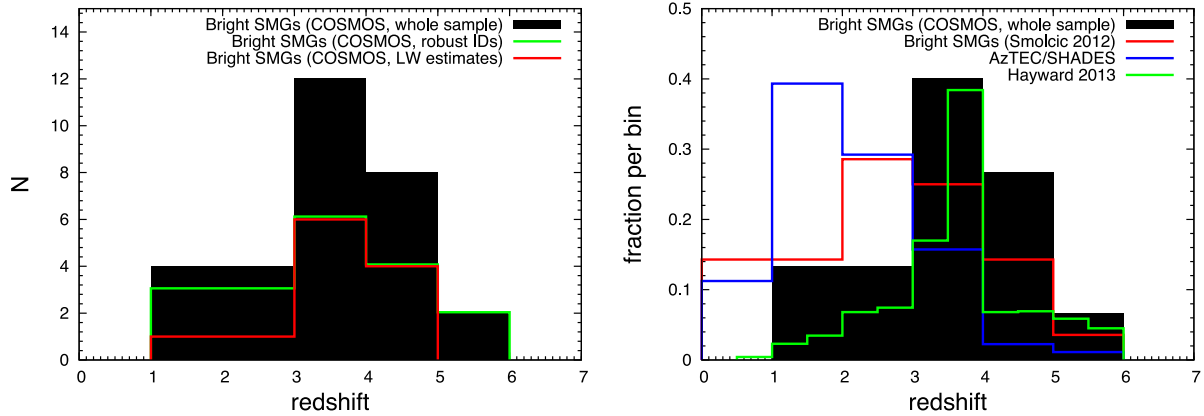 Bright SMGs (COSMOS, whole sample)
Bright SMGs (COSMOS, robust IDs)
Bright SMGs (COSMOS, LW estimates)
14
12
10
8
6
4
2
0
N
0 1 2 3 4 5 6 7
redshift
Bright SMGs (COSMOS, whole sample)
Bright SMGs (Smolcic 2012)
AzTEC/SHADES
Hayward 2013
0.5
0.4
0.3
0.2
0.1
0
fraction per bin
0 1 2 3 4 5 6 7
redshift